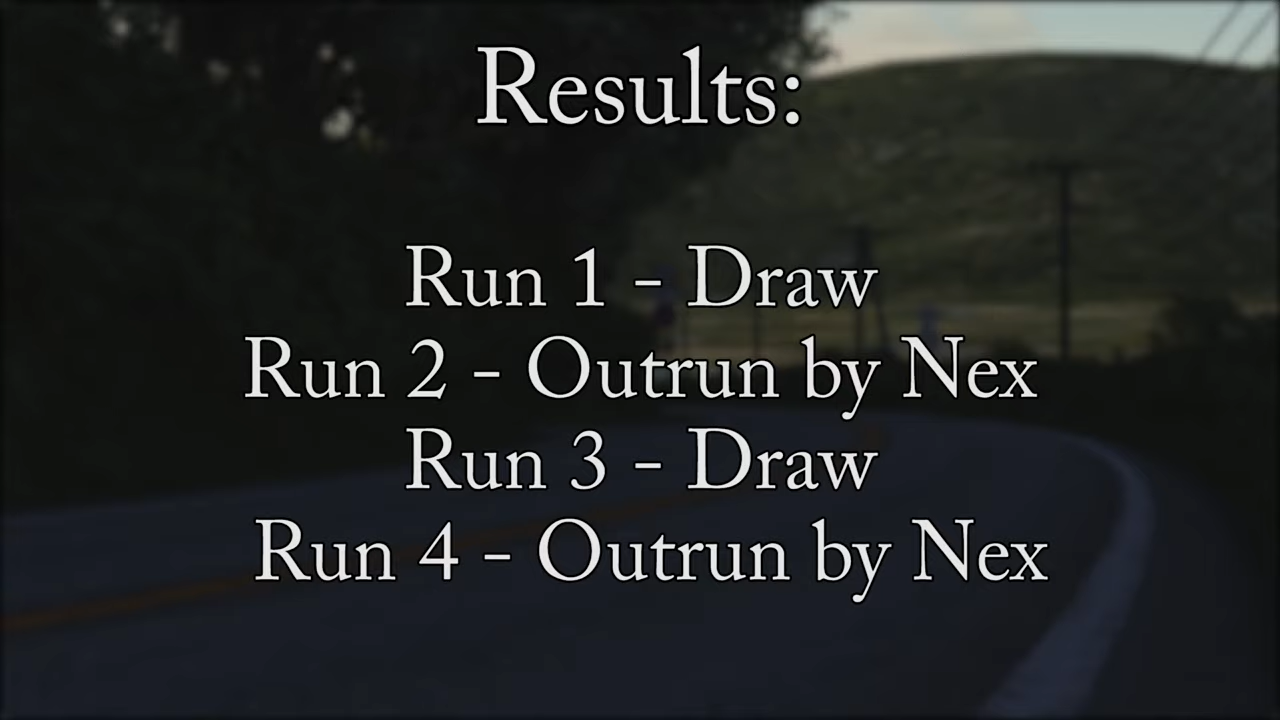 Results:
Run 1 - Draw
Run 2 - Outrun by Nex
Run 3 - Draw
Run 4 - Outrun by Nex